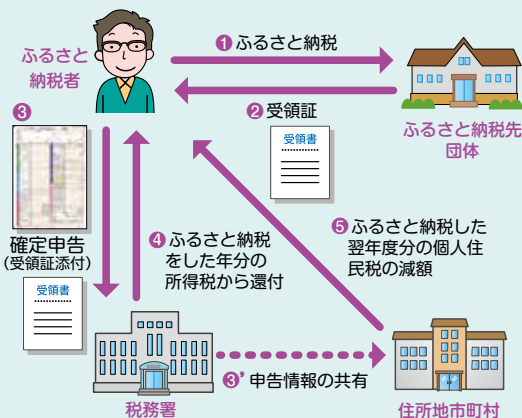 ❶ふるさと納税
ふるさと
納税者
❷受領証
受領書
ふるさと納税先
団体
❸
確定申告
(受領証添付)
受領書
❹ふるさと納税
をした年分の
所得税から還付
❺ふるさと納税した
翌年度分の個人住
民税の減額
❸'申告情報の共有
税務署
住所地市町村